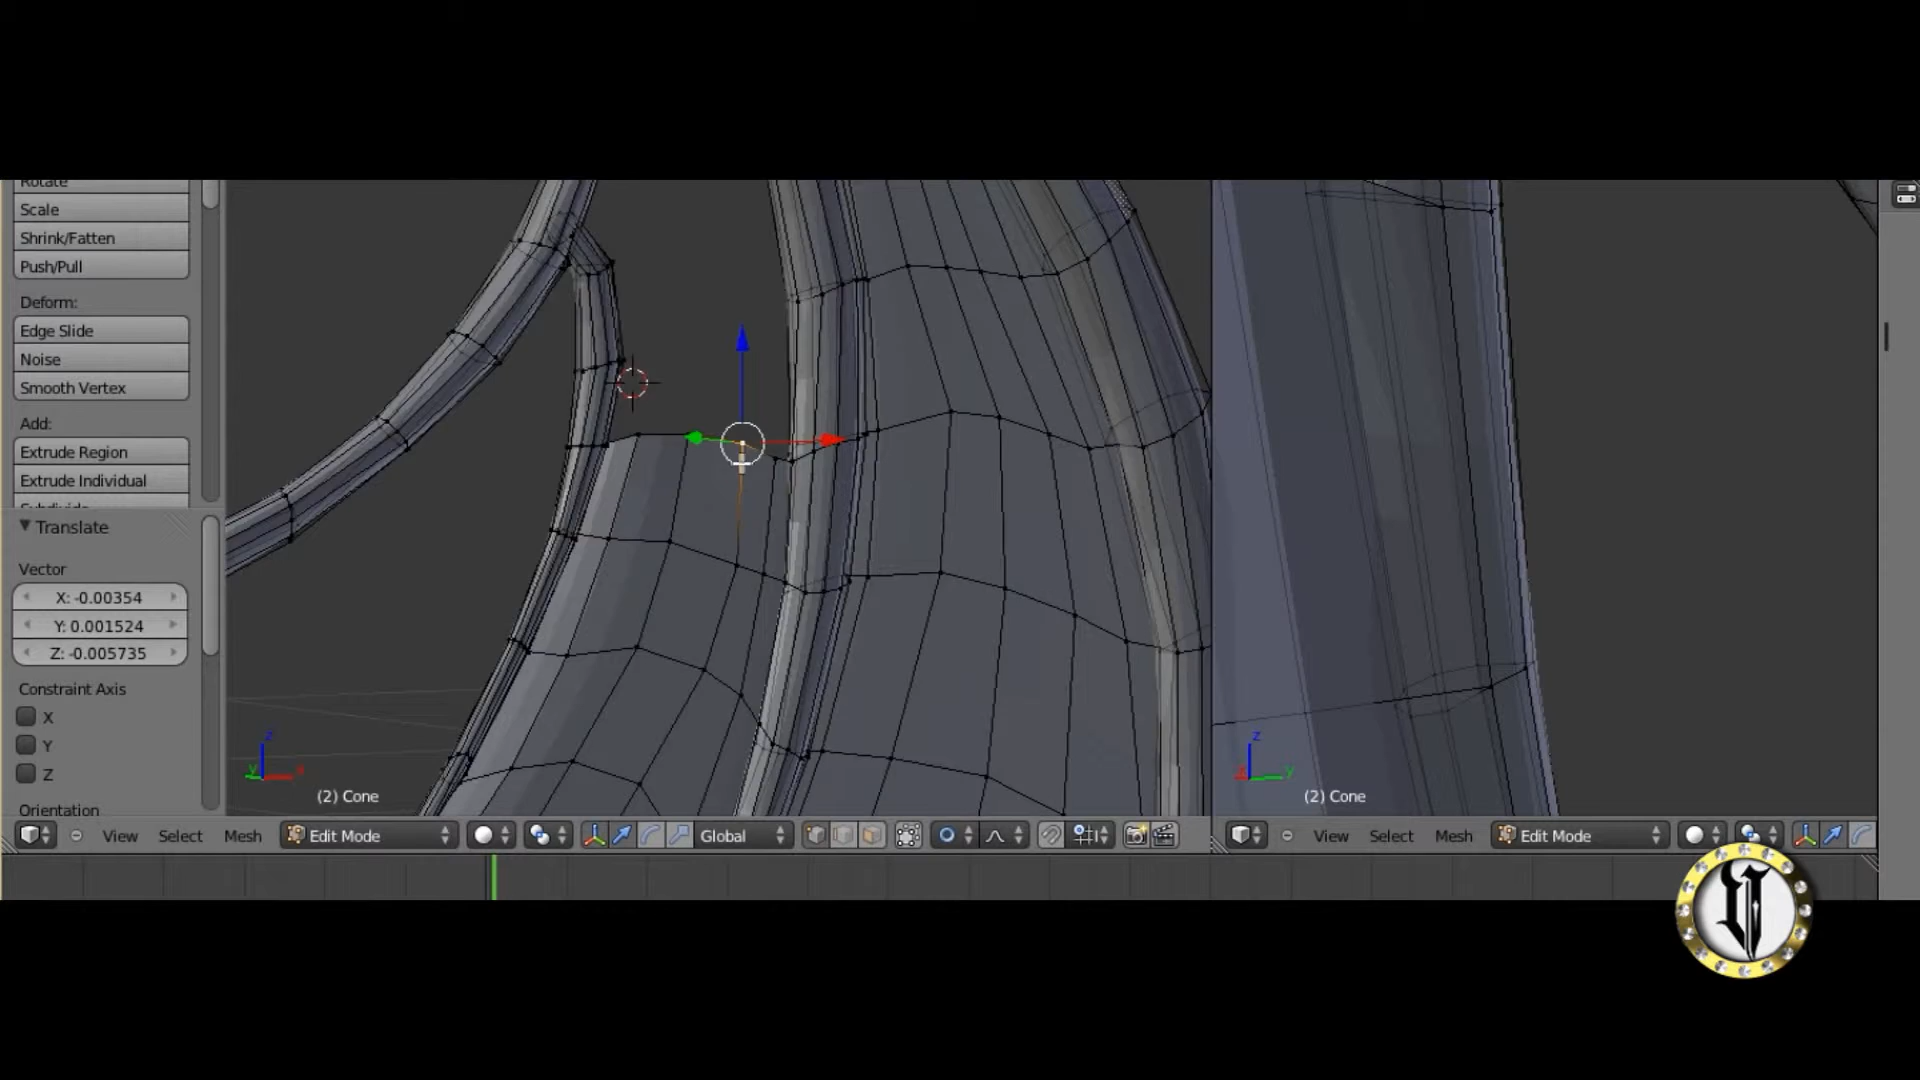 Rotate
Scale
Shrink/Fatten
Push/Pull
Deform:
Edge Slide
Noise
Smooth Vertex
Add:
Extrude Region
Extrude Individual
Subdivide
Translate
Vector
X: -0.00354
Y: 0.001524
Z: -0.005735
Constraint Axis
X
Y
Z
Orientation
z
y
x
(2) Cone
z
x
y
(2) Cone
View Select Mesh Edit Mode Global
View Select Mesh Edit Mode